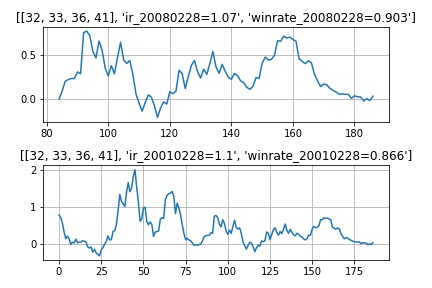 [[32, 33, 36, 41], 'ir_20080228=1.07', 'winrate_20080228=0.903']
0.5
0.0
80 100 120 140 160 180
[[32, 33, 36, 41], 'ir_20010228=1.1', 'winrate_20010228=0.866']
2
1
0
0 25 50 75 100 125 150 175